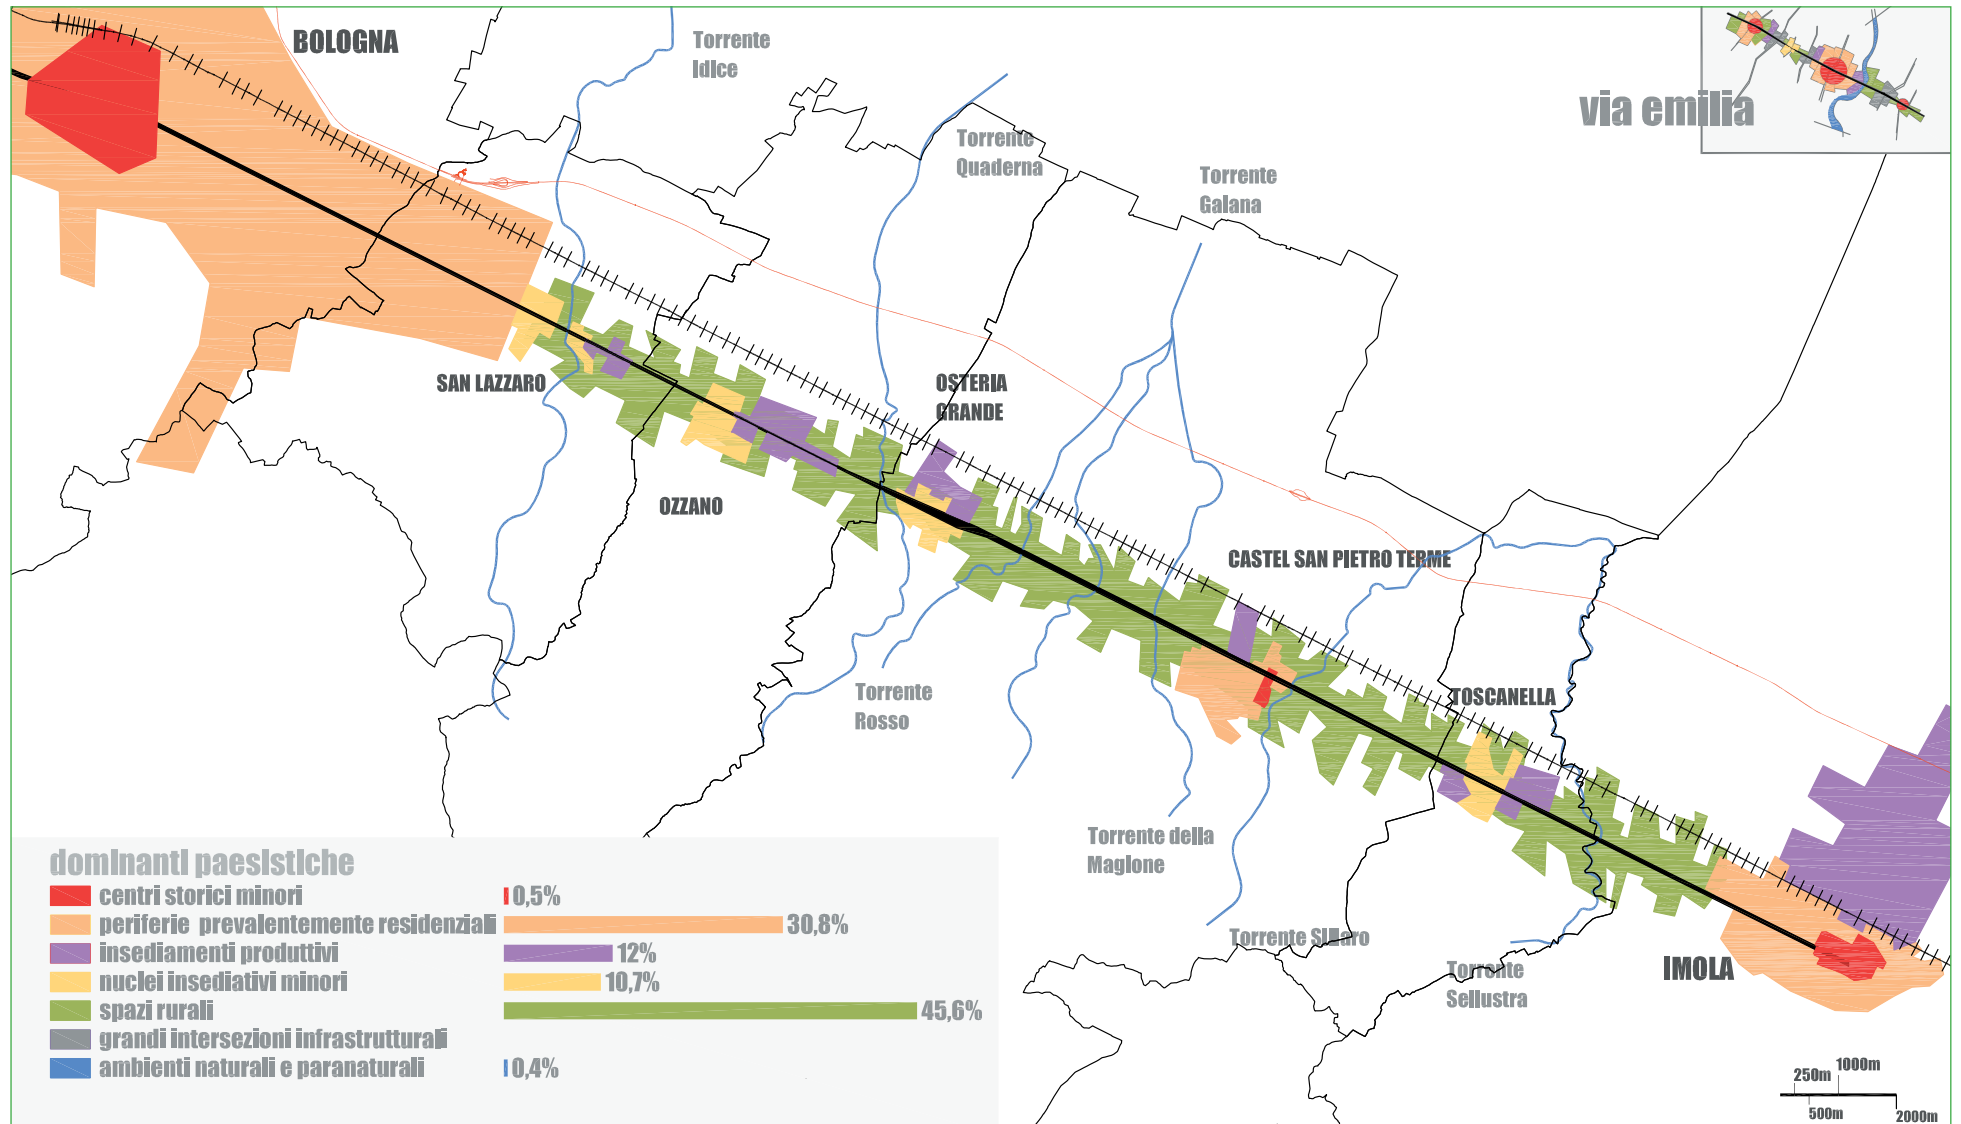 BOLOGNA
Torrente
Idice
via emilia
Torrente
Quaderna
Torrente
Galana
SAN LAZZARO
OSTERIA
GRANDE
OZZANO
CASTEL SAN PIETRO TERME
Torrente
Rosso
TOSCANELLA
Torrente della
Magione
Torrente Sillaro
Torrente
Sellustra
IMOLA
dominanti paesistiche
centri storici minori 0,5%
periferie prevalentemente residenziali 30,8%
insediamenti produttivi 12%
nuclei insediativi minori 10,7%
spazi rurali 45,6%
grandi intersezioni infrastrutturali
ambienti naturali e paranaturali 0,4%
250m 1000m
500m 2000m